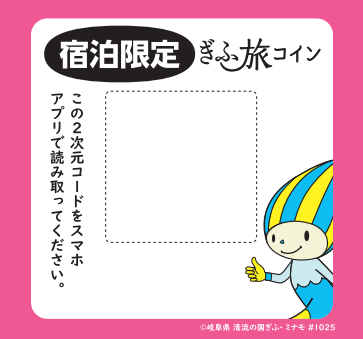 宿泊限定 ぎふ旅コイン
この2次元コードをスマホ
アプリで読み取ってください。
©岐阜県 清流の国ぎふ・ミナモ #1025